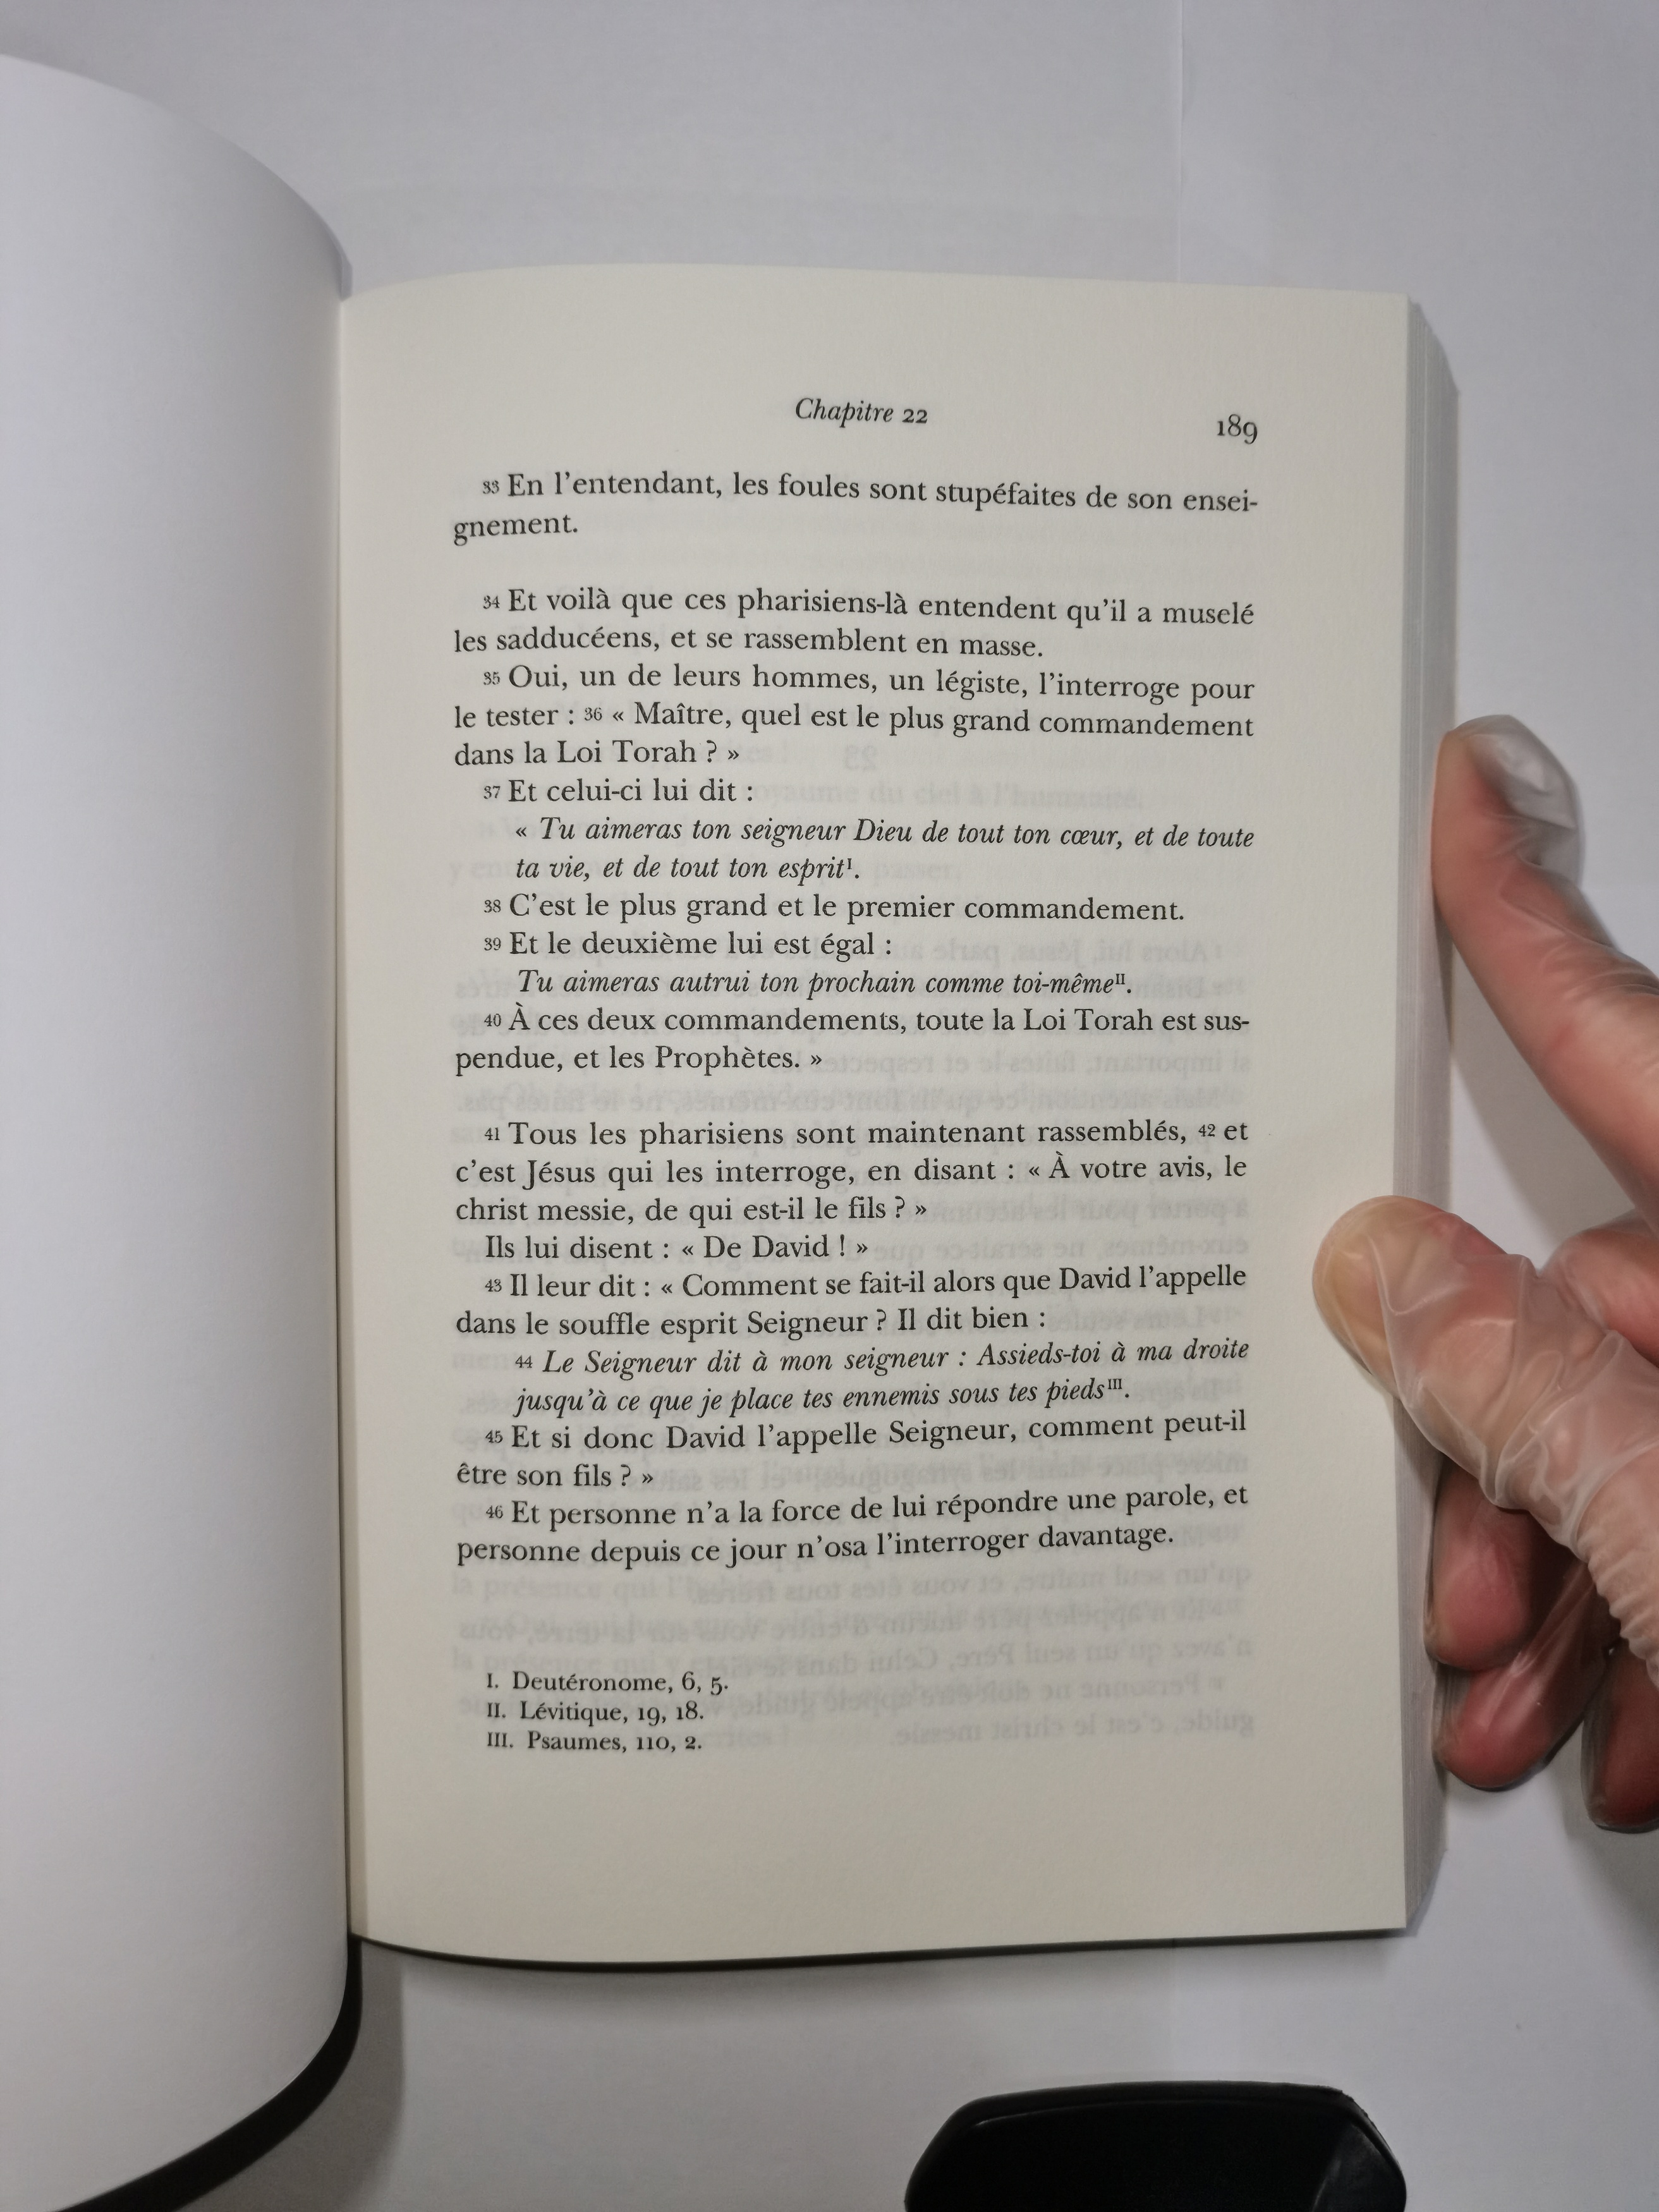 Chapitre 22
189
33 En l'entendant, les foules sont stupéfaites de son ensei-
gnement.
34 Et voilà que ces pharisiens-là entendent qu'il a muselé
les sadducéens, et se rassemblent en masse.
35 Oui, un de leurs hommes, un légiste, l'interroge pour
le tester : 36 « Maître, quel est le plus grand commandement
dans la Loi Torah ? »
37 Et celui-ci lui dit :
« Tu aimeras ton seigneur Dieu de tout ton cœur, et de toute
ta vie, et de tout ton esprit¹.
38 C'est le plus grand et le premier commandement.
39 Et le deuxième lui est égal :
Tu aimeras autrui ton prochain comme toi-mêmeII.
40 À ces deux commandements, toute la Loi Torah est sus-
pendue, et les Prophètes. »
41 Tous les pharisiens sont maintenant rassemblés, 42 et
c'est Jésus qui les interroge, en disant : « À votre avis, le
christ messie, de qui est-il le fils ? »
Ils lui disent : « De David ! »
43 Il leur dit : « Comment se fait-il alors que David l'appelle
dans le souffle esprit Seigneur ? Il dit bien :
44 Le Seigneur dit à mon seigneur : Assieds-toi à ma droite
jusqu'à ce que je place tes ennemis sous tes piedsIII.
45 Et si donc David l'appelle Seigneur, comment peut-il
être son fils ? »
46 Et personne n'a la force de lui répondre une parole, et
personne depuis ce jour n'osa l'interroger davantage.
I. Deutéronome, 6, 5.
II. Lévitique, 19, 18.
III. Psaumes, 110, 2.